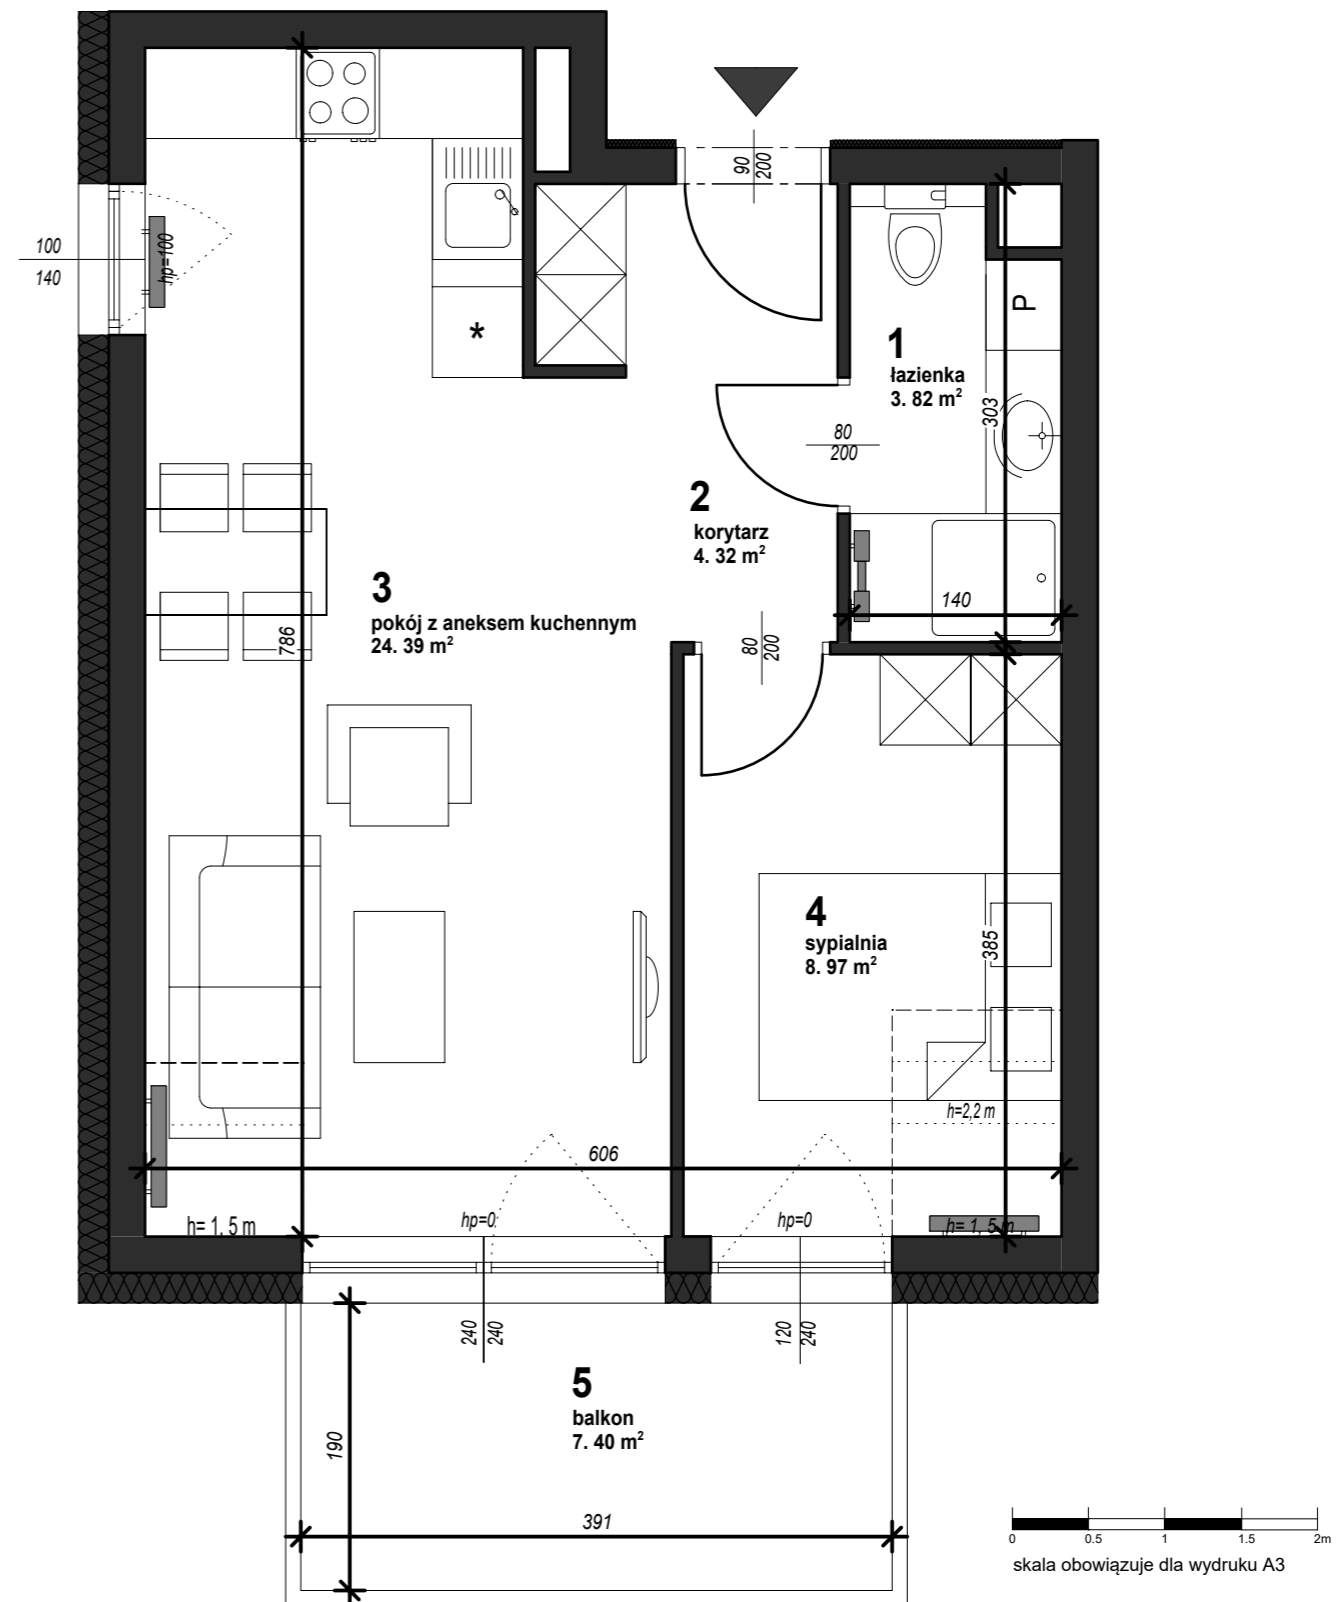 90
200
100
140
hp=100
*
P
1
łazienka
3. 82 m²
303
80
200
2
korytarz
4. 32 m²
3
pokój z aneksem kuchennym
24. 39 m²
786
140
80
200
4
sypialnia
8. 97 m²
385
h=2,2 m
606
h= 1, 5 m
hp=0
hp=0
h= 1, 5 m
240
240
120
240
5
balkon
7. 40 m²
190
391
0 0.5 1 1.5 2m
skala obowiązuje dla wydruku A3